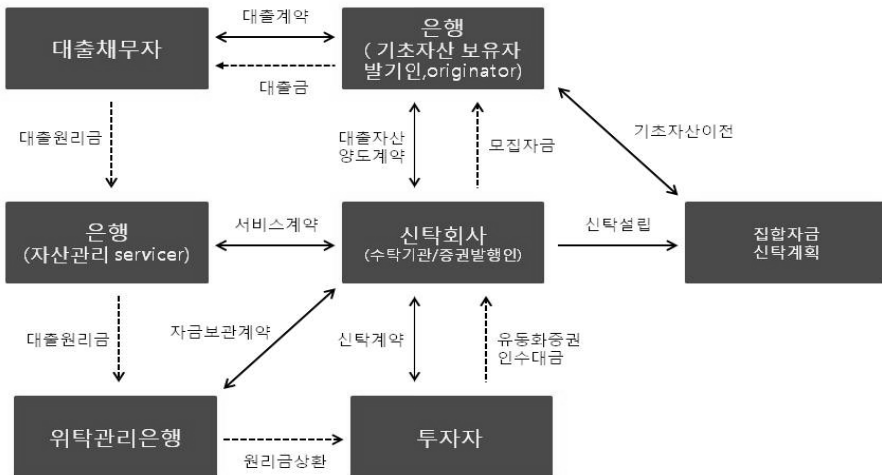 대출계약
대출채무자
은행
( 기초자산 보유자
발기인,originator)
대출금
대출원리금
대출자산
양도계약
모집자금
기초자산이전
은행
(자산관리 servicer)
서비스계약
신탁회사
(수탁기관/증권발행인)
신탁설립
집합자금
신탁계획
대출원리금
자금보관계약
신탁계약
유동화증권
인수대금
위탁관리은행
원리금상환
투자자